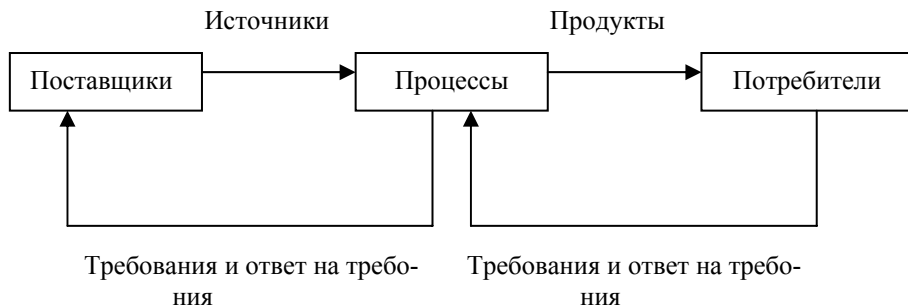 Источники
Продукты
Поставщики
Процессы
Потребители
Требования и ответ на требо-
ния
Требования и ответ на требо-
ния